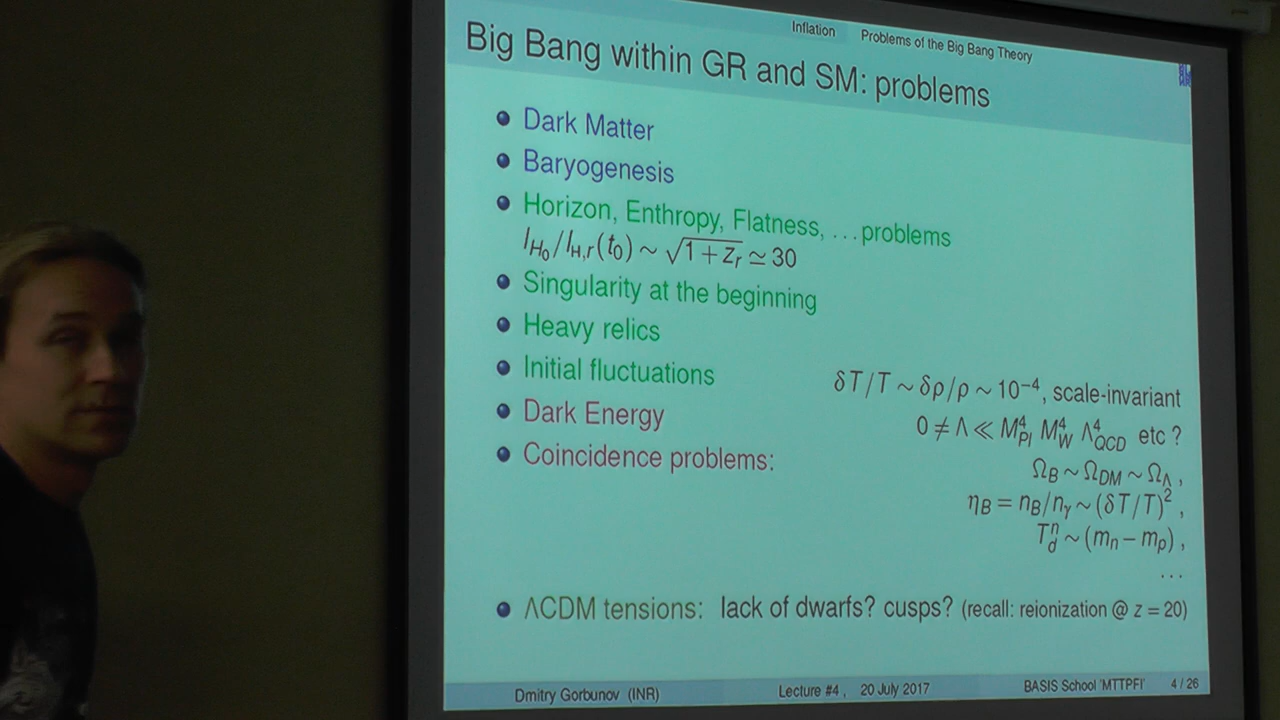 Inflation Problems of the Big Bang Theory
Big Bang within GR and SM: problems
Dark Matter
Baryogenesis
Horizon, Enthropy, Flatness, ... problems
l_{H_0}/l_{H,r}(t_0) ~ √(1 + z_r) ≃ 30
Singularity at the beginning
Heavy relics
Initial fluctuations δT/T ~ δρ/ρ ~ 10⁻⁴, scale-invariant
Dark Energy 0 ≠ Λ ≪ M_{Pl}^4 M_W^4 Λ_{QCD}^4 etc ?
Coincidence problems: Ω_B ~ Ω_{DM} ~ Ω_Λ ,
η_B = n_B/n_γ ~ (δT/T)² ,
T_d^n ~ (m_n − m_p) ,
...
ΛCDM tensions: lack of dwarfs? cusps? (recall: reionization @ z = 20)
Dmitry Gorbunov (INR) Lecture #4 , 20 July 2017 BASIS School 'MTTPFI' 4 / 26